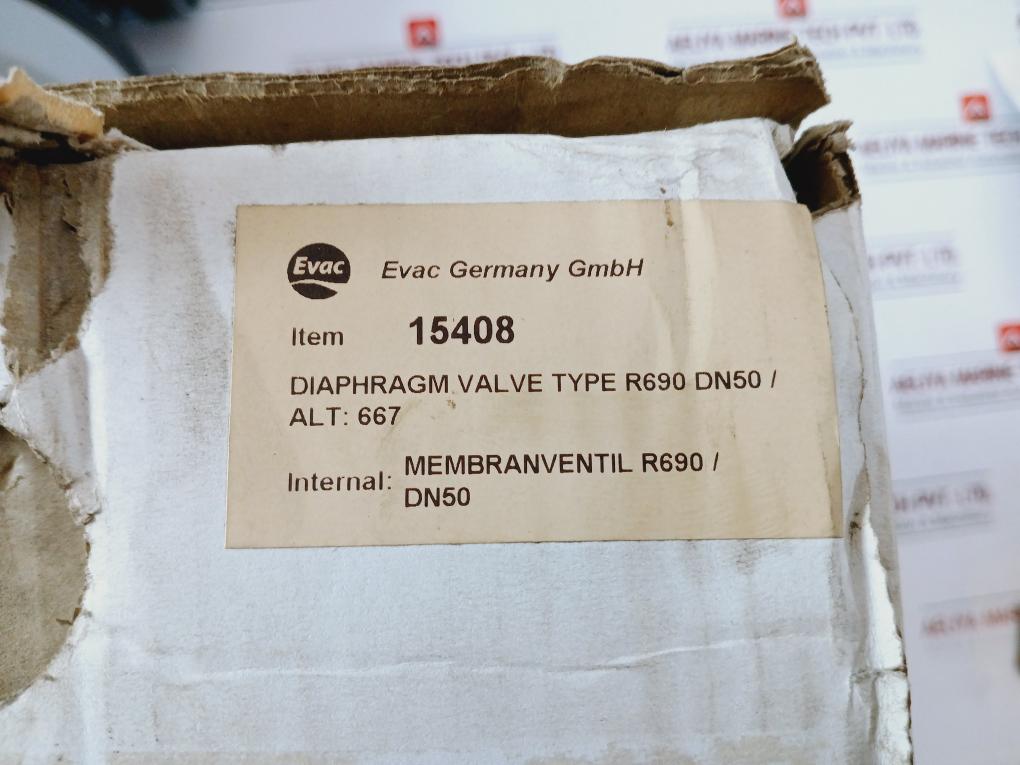 Evac
Evac Germany GmbH
Item 15408
DIAPHRAGM VALVE TYPE R690 DN50 /
ALT: 667
Internal: MEMBRANVENTIL R690 /
DN50